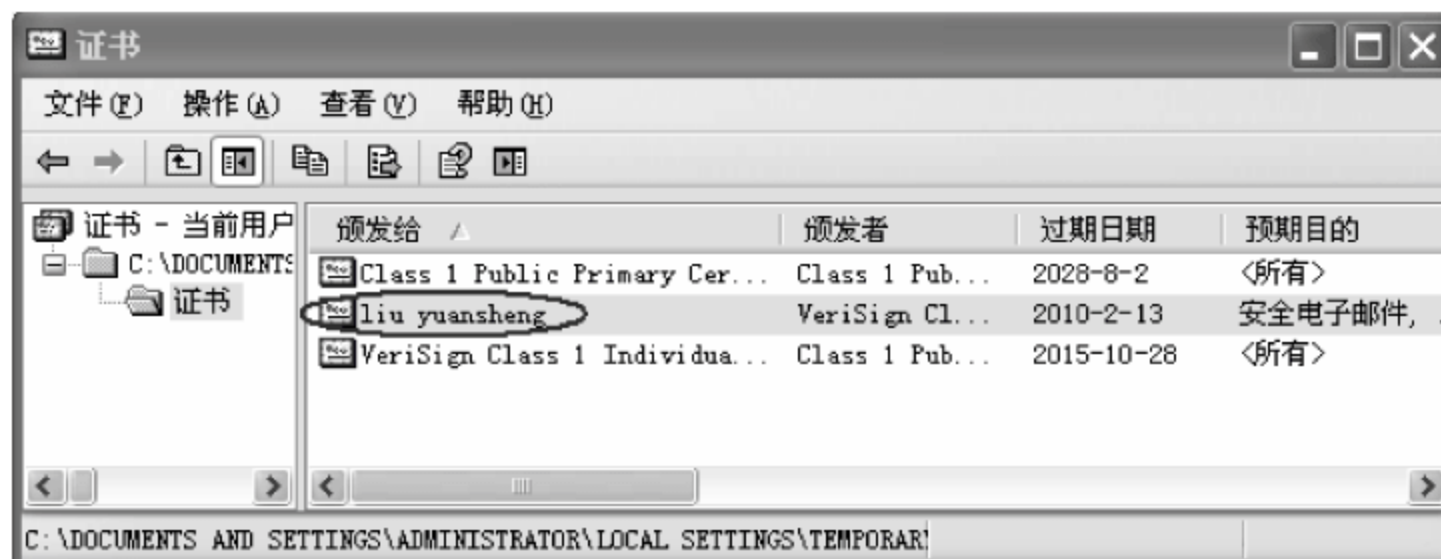 证书
文件(F) 操作(A) 查看(V) 帮助(H)
证书 - 当前用户
C:\DOCUMENTS
证书
颁发给 颁发者 过期日期 预期目的
Class 1 Public Primary Cer... Class 1 Pub... 2028-8-2 <所有>
liu yuansheng VeriSign Cl... 2010-2-13 安全电子邮件, .
VeriSign Class 1 Individua... Class 1 Pub... 2015-10-28 <所有>
C:\DOCUMENTS AND SETTINGS\ADMINISTRATOR\LOCAL SETTINGS\TEMPORARY